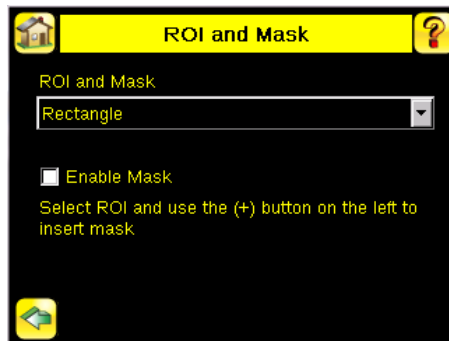 ROI and Mask
?
ROI and Mask
Rectangle
Enable Mask
Select ROI and use the (+) button on the left to
insert mask